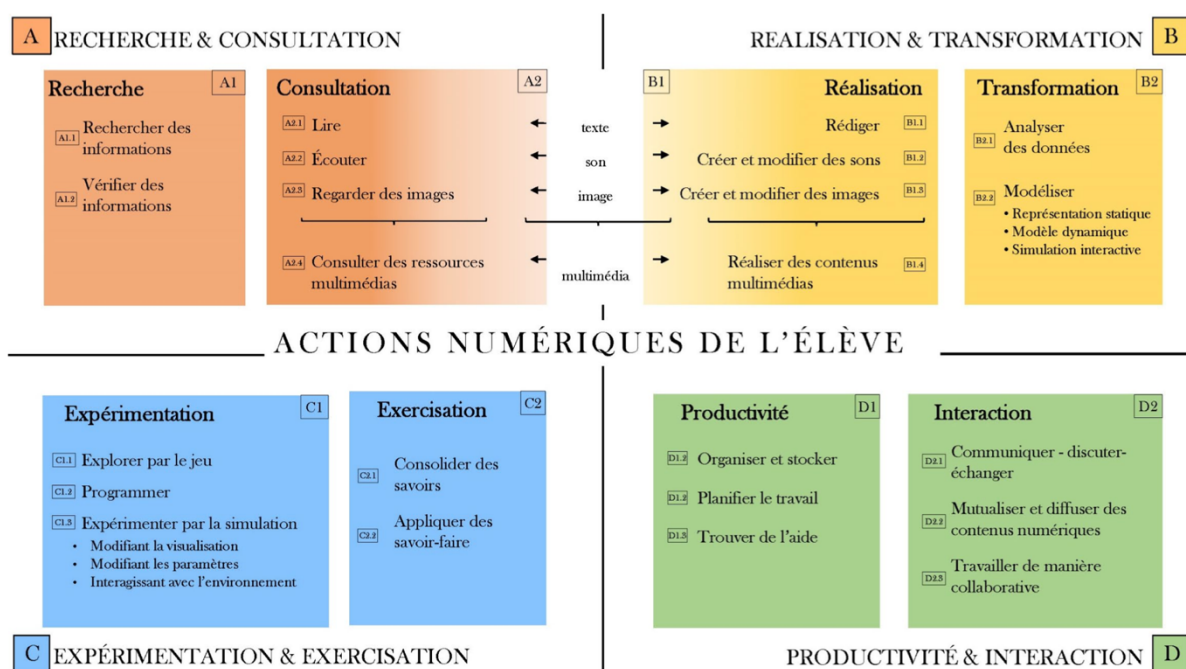 A RECHERCHE & CONSULTATION
Recherche A1
A1.1 Rechercher des
informations
A1.2 Vérifier des
informations
Consultation A2
A2.1 Lire
A2.2 Écouter
A2.3 Regarder des images
A2.4 Consulter des ressources
multimédias
texte
son
image
multimédia
REALISATION & TRANSFORMATION B
B1 Réalisation
Rédiger B1.1
Créer et modifier des sons B1.2
Créer et modifier des images B1.3
Réaliser des contenus B1.4
multimédias
Transformation B2
B2.1 Analyser
des données
B2.2 Modéliser
• Représentation statique
• Modèle dynamique
• Simulation interactive
ACTIONS NUMÉRIQUES DE L'ÉLÈVE
Expérimentation C1
C1.1 Explorer par le jeu
C1.2 Programmer
C1.3 Expérimenter par la simulation
• Modifiant la visualisation
• Modifiant les paramètres
• Interagissant avec l'environnement
Exercisation C2
C2.1 Consolider des
savoirs
C2.2 Appliquer des
savoir-faire
C EXPÉRIMENTATION & EXERCISATION
Productivité D1
D1.2 Organiser et stocker
D1.2 Planifier le travail
D1.3 Trouver de l'aide
Interaction D2
D2.1 Communiquer - discuter-
échanger
D2.2 Mutualiser et diffuser des
contenus numériques
D2.3 Travailler de manière
collaborative
PRODUCTIVITÉ & INTERACTION D